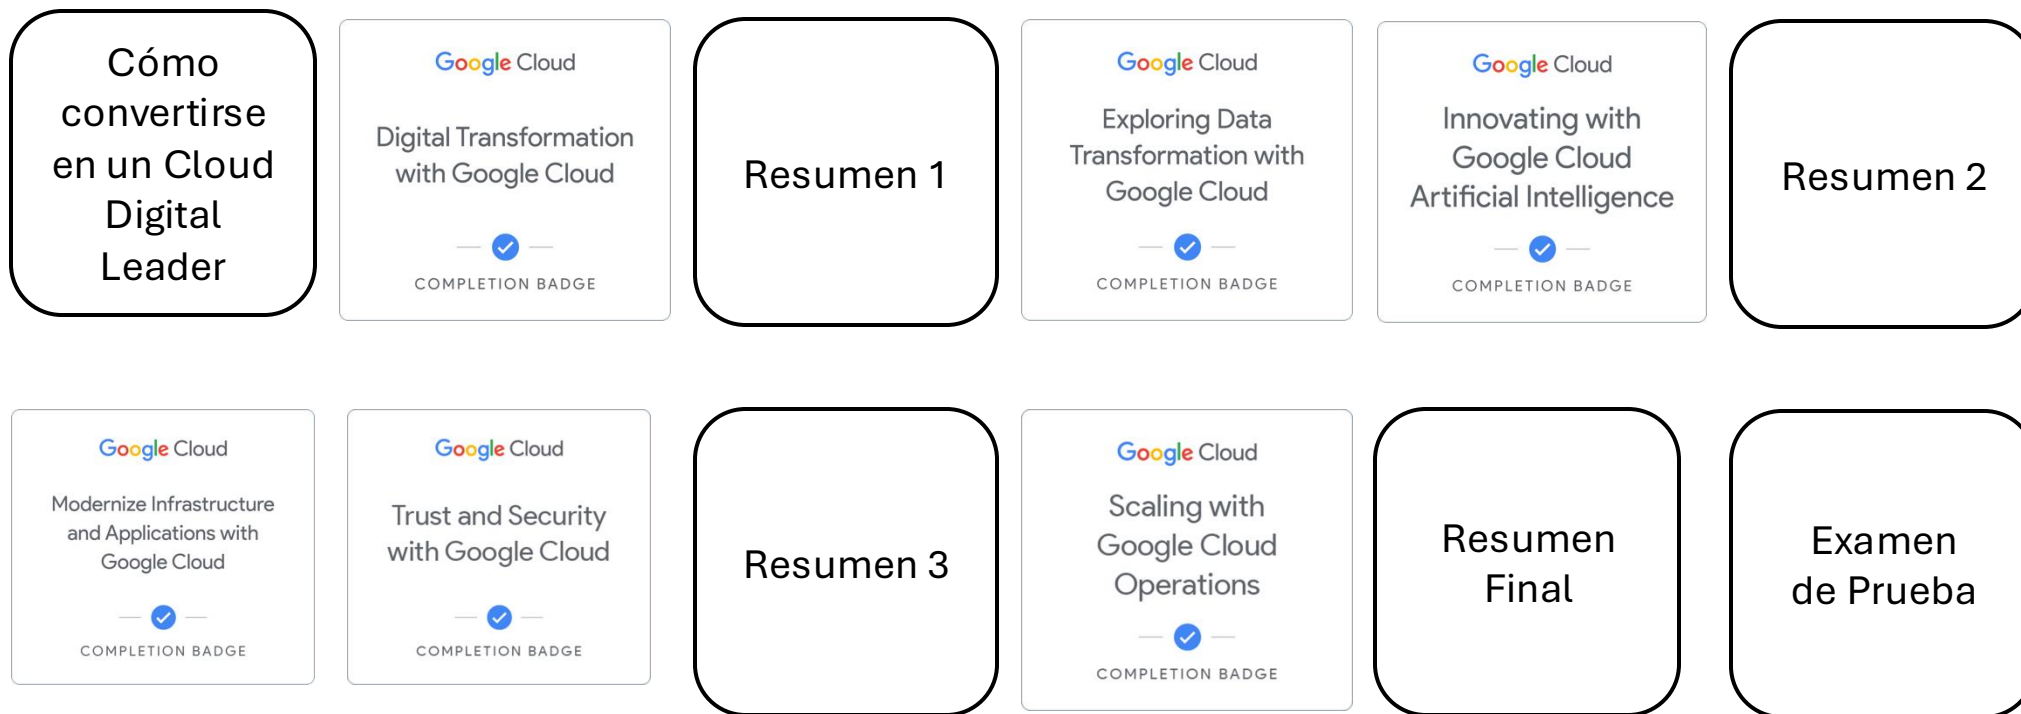 Cómo
convertirse
en un Cloud
Digital
Leader
Google Cloud
Digital Transformation
with Google Cloud
COMPLETION BADGE
Resumen 1
Google Cloud
Exploring Data
Transformation with
Google Cloud
COMPLETION BADGE
Google Cloud
Innovating with
Google Cloud
Artificial Intelligence
COMPLETION BADGE
Resumen 2
Google Cloud
Modernize Infrastructure
and Applications with
Google Cloud
COMPLETION BADGE
Google Cloud
Trust and Security
with Google Cloud
COMPLETION BADGE
Resumen 3
Google Cloud
Scaling with
Google Cloud
Operations
COMPLETION BADGE
Resumen
Final
Examen
de Prueba